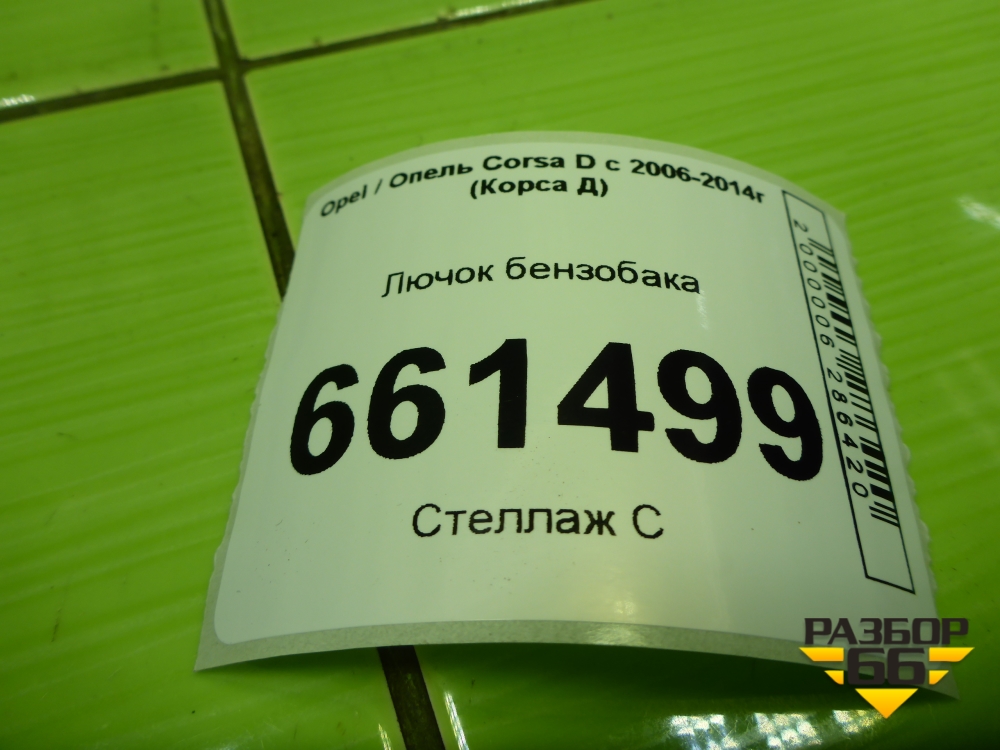 Opel / Опель Corsa D с 2006-2014г
(Корса Д)
Лючок бензобака
661499
Стеллаж С
2000006286420
РАЗБОР
66